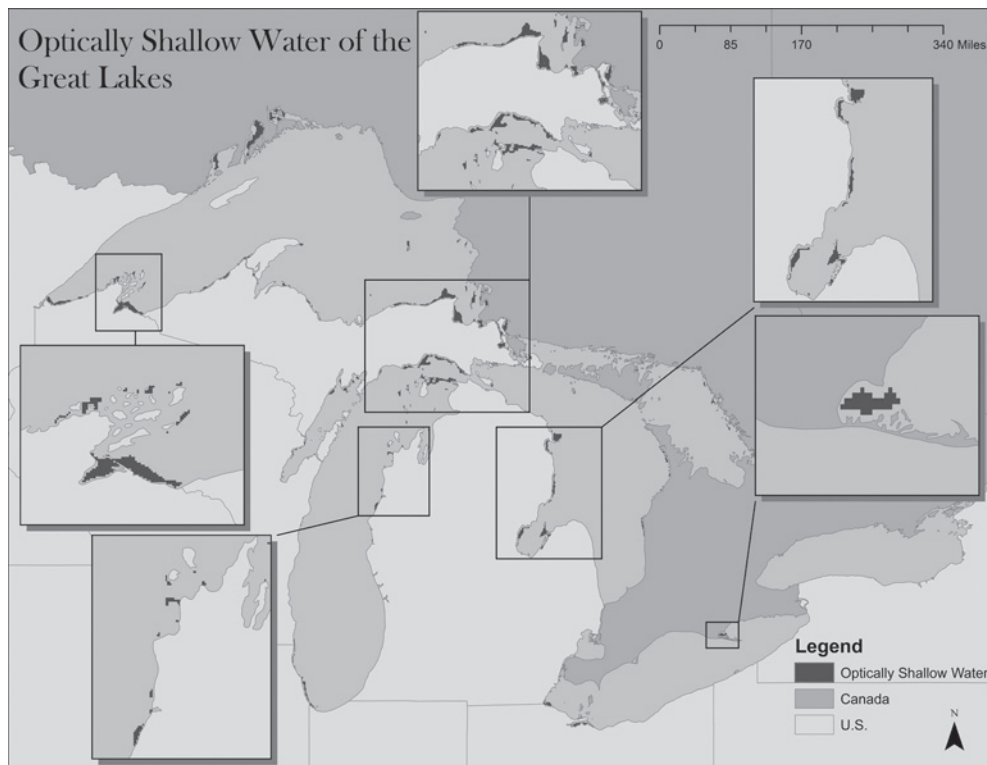 Optically Shallow Water of the
Great Lakes
0 85 170 340 Miles
Legend
Optically Shallow Water
Canada
U.S.
N